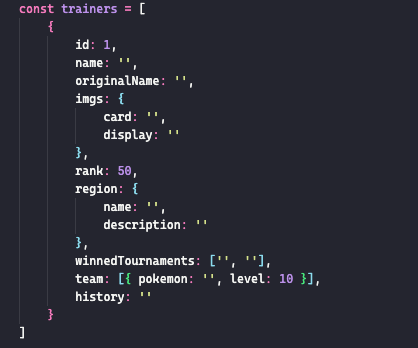 const trainers = [
{
id: 1,
name: '',
originalName: '',
imgs: {
card: '',
display: ''
},
rank: 50,
region: {
name: '',
description: ''
},
winnedTournaments: ['', ''],
team: [{ pokemon: '', level: 10 }],
history: ''
}
]